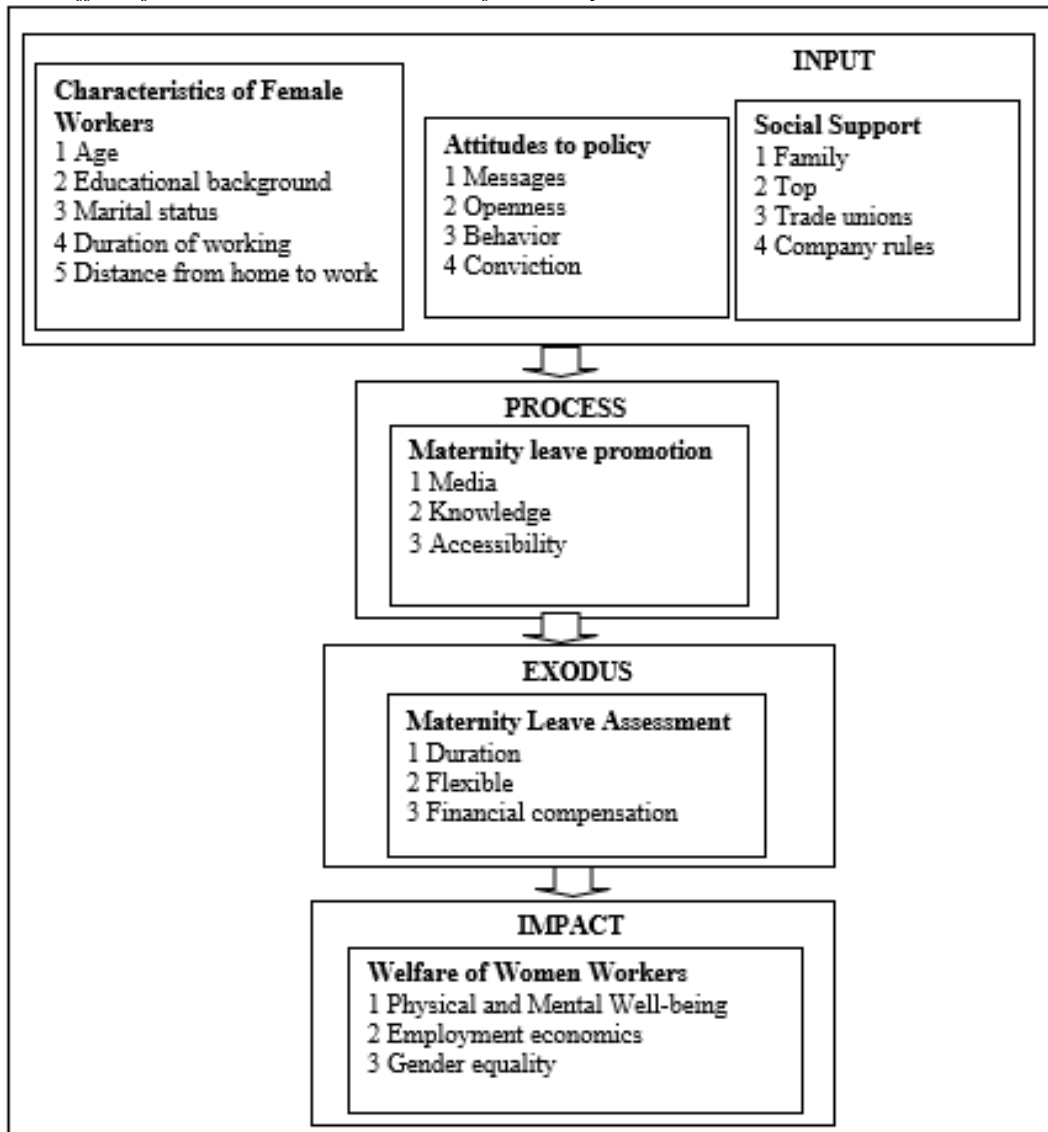 INPUT
Characteristics of Female
Workers
1 Age
2 Educational background
3 Marital status
4 Duration of working
5 Distance from home to work
Attitudes to policy
1 Messages
2 Openness
3 Behavior
4 Conviction
Social Support
1 Family
2 Top
3 Trade unions
4 Company rules
PROCESS
Maternity leave promotion
1 Media
2 Knowledge
3 Accessibility
EXODUS
Maternity Leave Assessment
1 Duration
2 Flexible
3 Financial compensation
IMPACT
Welfare of Women Workers
1 Physical and Mental Well-being
2 Employment economics
3 Gender equality